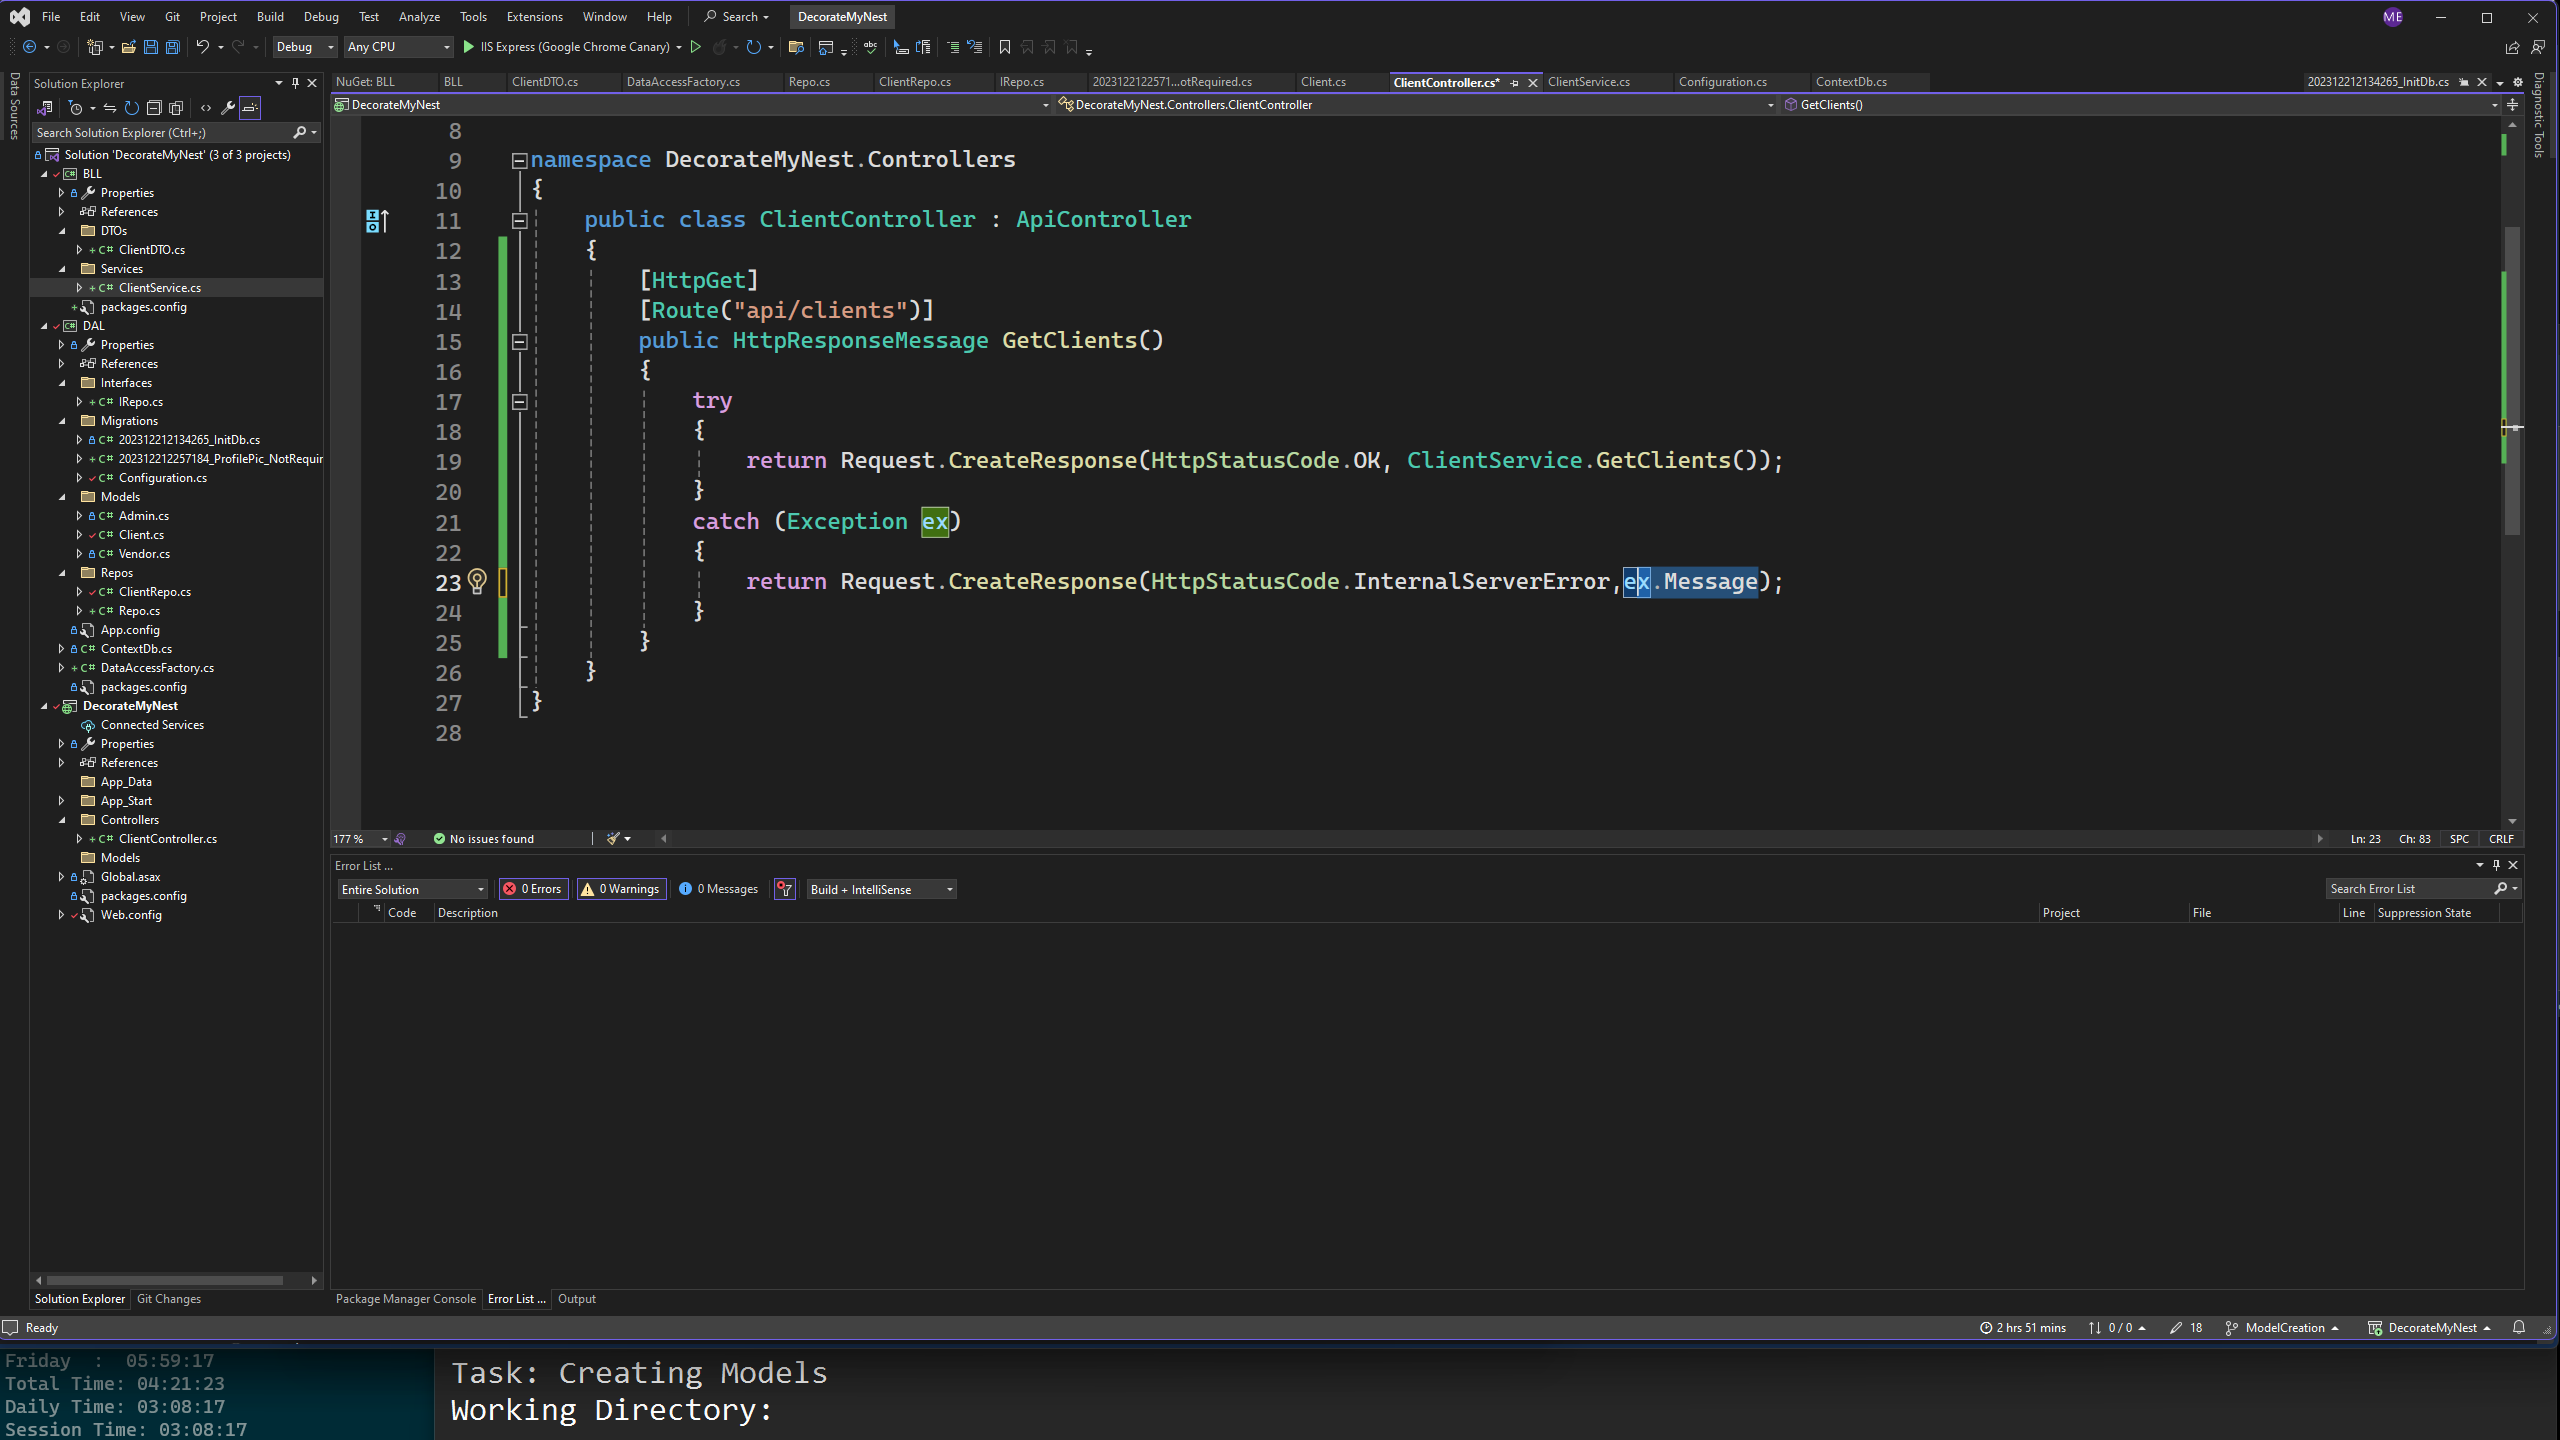 File Edit View Git Project Build Debug Test Analyze Tools Extensions Window Help Search DecorateMyNest ME
Debug Any CPU IIS Express (Google Chrome Canary)
Data Sources
Solution Explorer
Search Solution Explorer (Ctrl+;)
Solution 'DecorateMyNest' (3 of 3 projects)
BLL
Properties
References
DTOs
C# ClientDTO.cs
Services
C# ClientService.cs
packages.config
DAL
Properties
References
Interfaces
C# IRepo.cs
Migrations
C# 202312212134265_InitDb.cs
C# 202312212257184_ProfilePic_NotRequir
C# Configuration.cs
Models
C# Admin.cs
C# Client.cs
C# Vendor.cs
Repos
C# ClientRepo.cs
C# Repo.cs
App.config
C# ContextDb.cs
C# DataAccessFactory.cs
packages.config
DecorateMyNest
Connected Services
Properties
References
App_Data
App_Start
Controllers
C# ClientController.cs
Models
Global.asax
packages.config
Web.config
Solution Explorer Git Changes
NuGet: BLL BLL ClientDTO.cs DataAccessFactory.cs Repo.cs ClientRepo.cs IRepo.cs 2023122122571...otRequired.cs Client.cs ClientController.cs* ClientService.cs Configuration.cs ContextDb.cs 202312212134265_InitDb.cs
DecorateMyNest DecorateMyNest.Controllers.ClientController GetClients()
8
9 namespace DecorateMyNest.Controllers
10 {
11 public class ClientController : ApiController
12 {
13 [HttpGet]
14 [Route("api/clients")]
15 public HttpResponseMessage GetClients()
16 {
17 try
18 {
19 return Request.CreateResponse(HttpStatusCode.OK, ClientService.GetClients());
20 }
21 catch (Exception ex)
22 {
23 return Request.CreateResponse(HttpStatusCode.InternalServerError,ex.Message);
24 }
25 }
26 }
27 }
28
177 % No issues found Ln: 23 Ch: 83 SPC CRLF
Error List ...
Entire Solution 0 Errors 0 Warnings 0 Messages Build + IntelliSense Search Error List
Code Description Project File Line Suppression State
Package Manager Console Error List ... Output
Diagnostic Tools
Ready 2 hrs 51 mins 0 / 0 18 ModelCreation DecorateMyNest
Friday : 05:59:17
Total Time: 04:21:23
Daily Time: 03:08:17
Session Time: 03:08:17
Task: Creating Models
Working Directory: